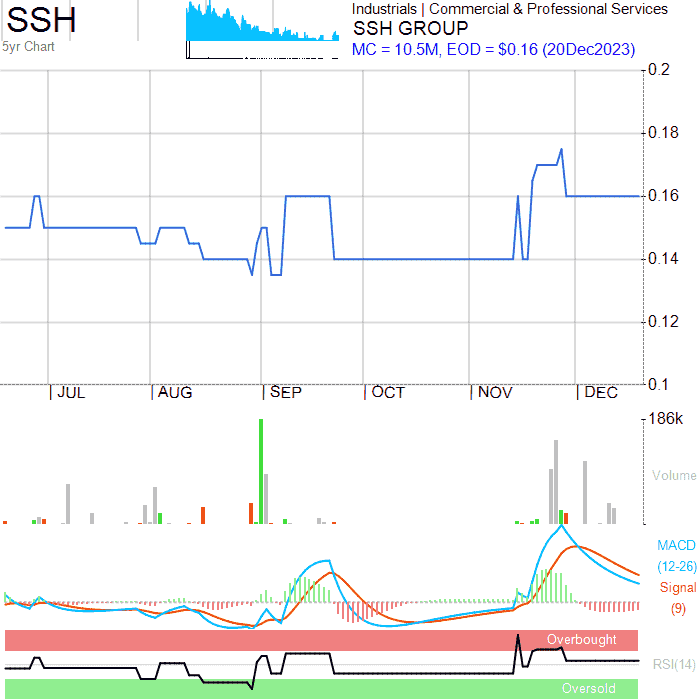 SSH
5yr Chart
Industrials | Commercial & Professional Services
SSH GROUP
MC = 10.5M, EOD = $0.16 (20Dec2023)
0.2
0.18
0.16
0.14
0.12
0.1
JUL AUG SEP OCT NOV DEC
186k
Volume
MACD
(12-26)
Signal
(9)
Overbought
RSI(14)
Oversold